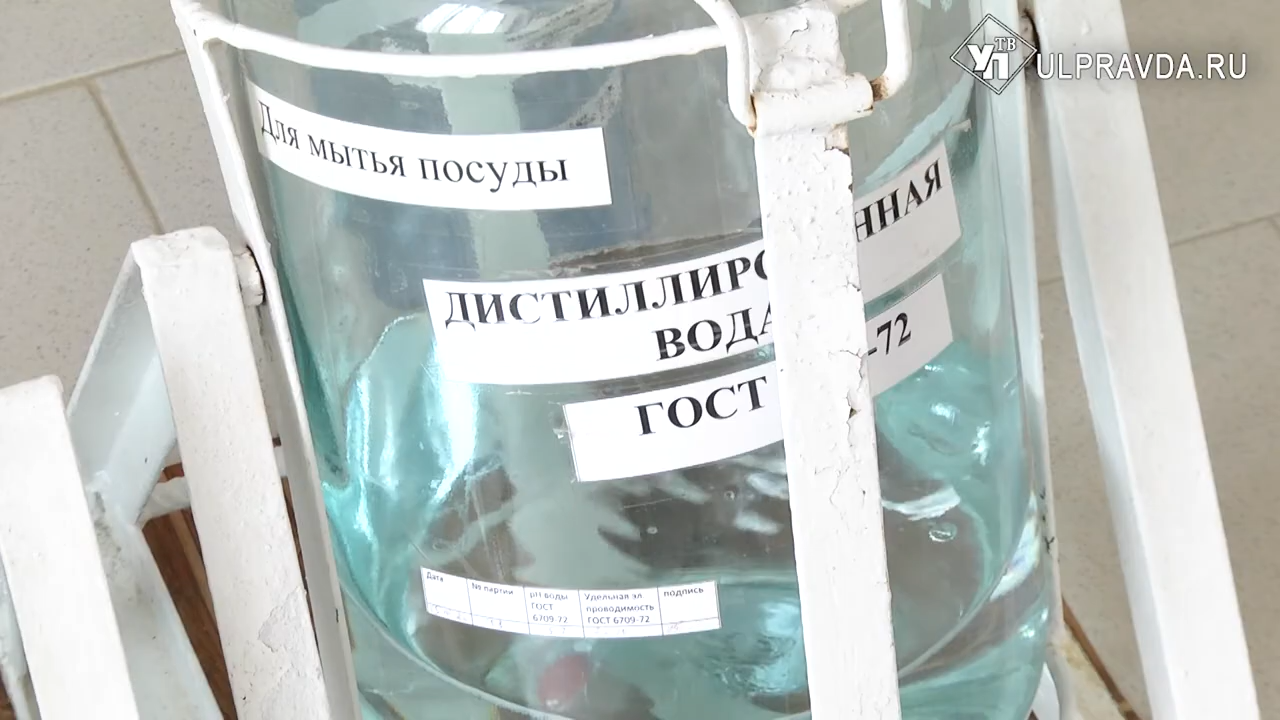 УП ТВ ULPRAVDA.RU
Для мытья посуды
ДИСТИЛЛИРО ННАЯ
ВОДА
ГОСТ -72
Дата № партии рН воды ГОСТ 6709-72 Удельная эл проводимость ГОСТ 6709-72 подпись